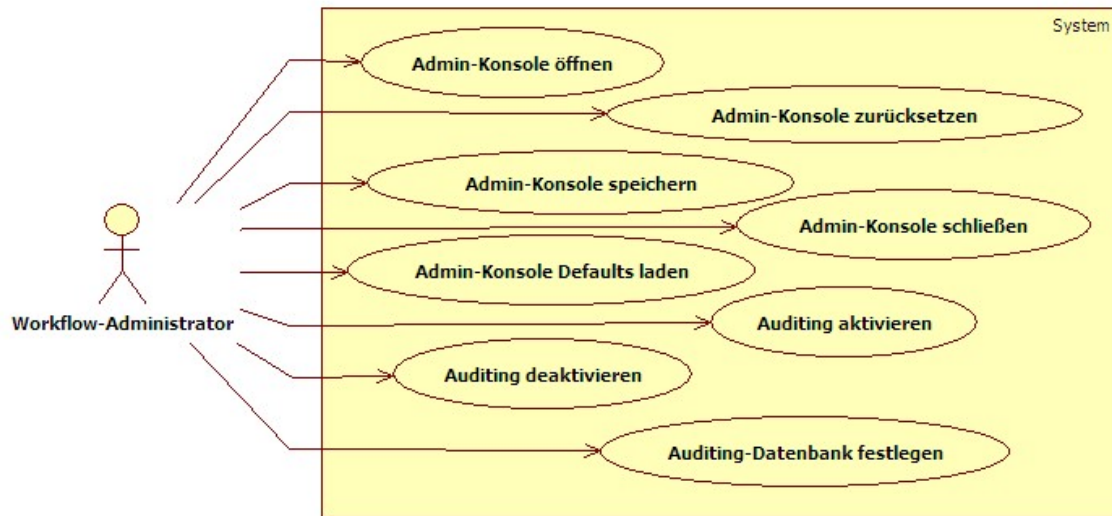 System
Admin-Konsole öffnen
Admin-Konsole zurücksetzen
Admin-Konsole speichern
Admin-Konsole schließen
Admin-Konsole Defaults laden
Workflow-Administrator
Auditing aktivieren
Auditing deaktivieren
Auditing-Datenbank festlegen